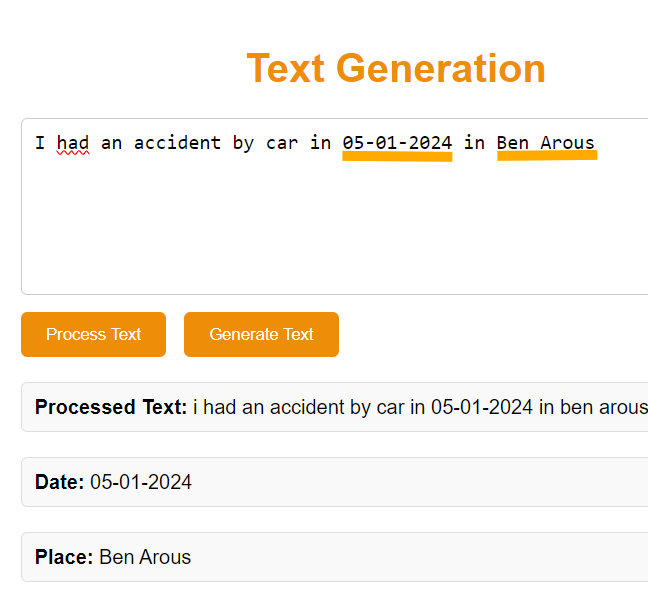 Text Generation
I had an accident by car in 05-01-2024 in Ben Arous
Process Text
Generate Text
Processed Text: i had an accident by car in 05-01-2024 in ben arous
Date: 05-01-2024
Place: Ben Arous